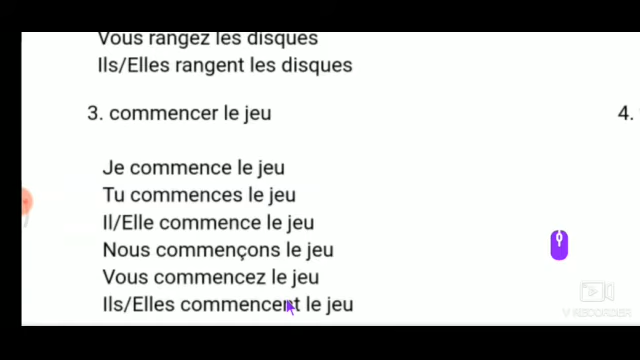 Vous rangez les disques
Ils/Elles rangent les disques
3. commencer le jeu
4.
Je commence le jeu
Tu commences le jeu
Il/Elle commence le jeu
Nous commençons le jeu
Vous commencez le jeu
Ils/Elles commencent le jeu
V RECORDER